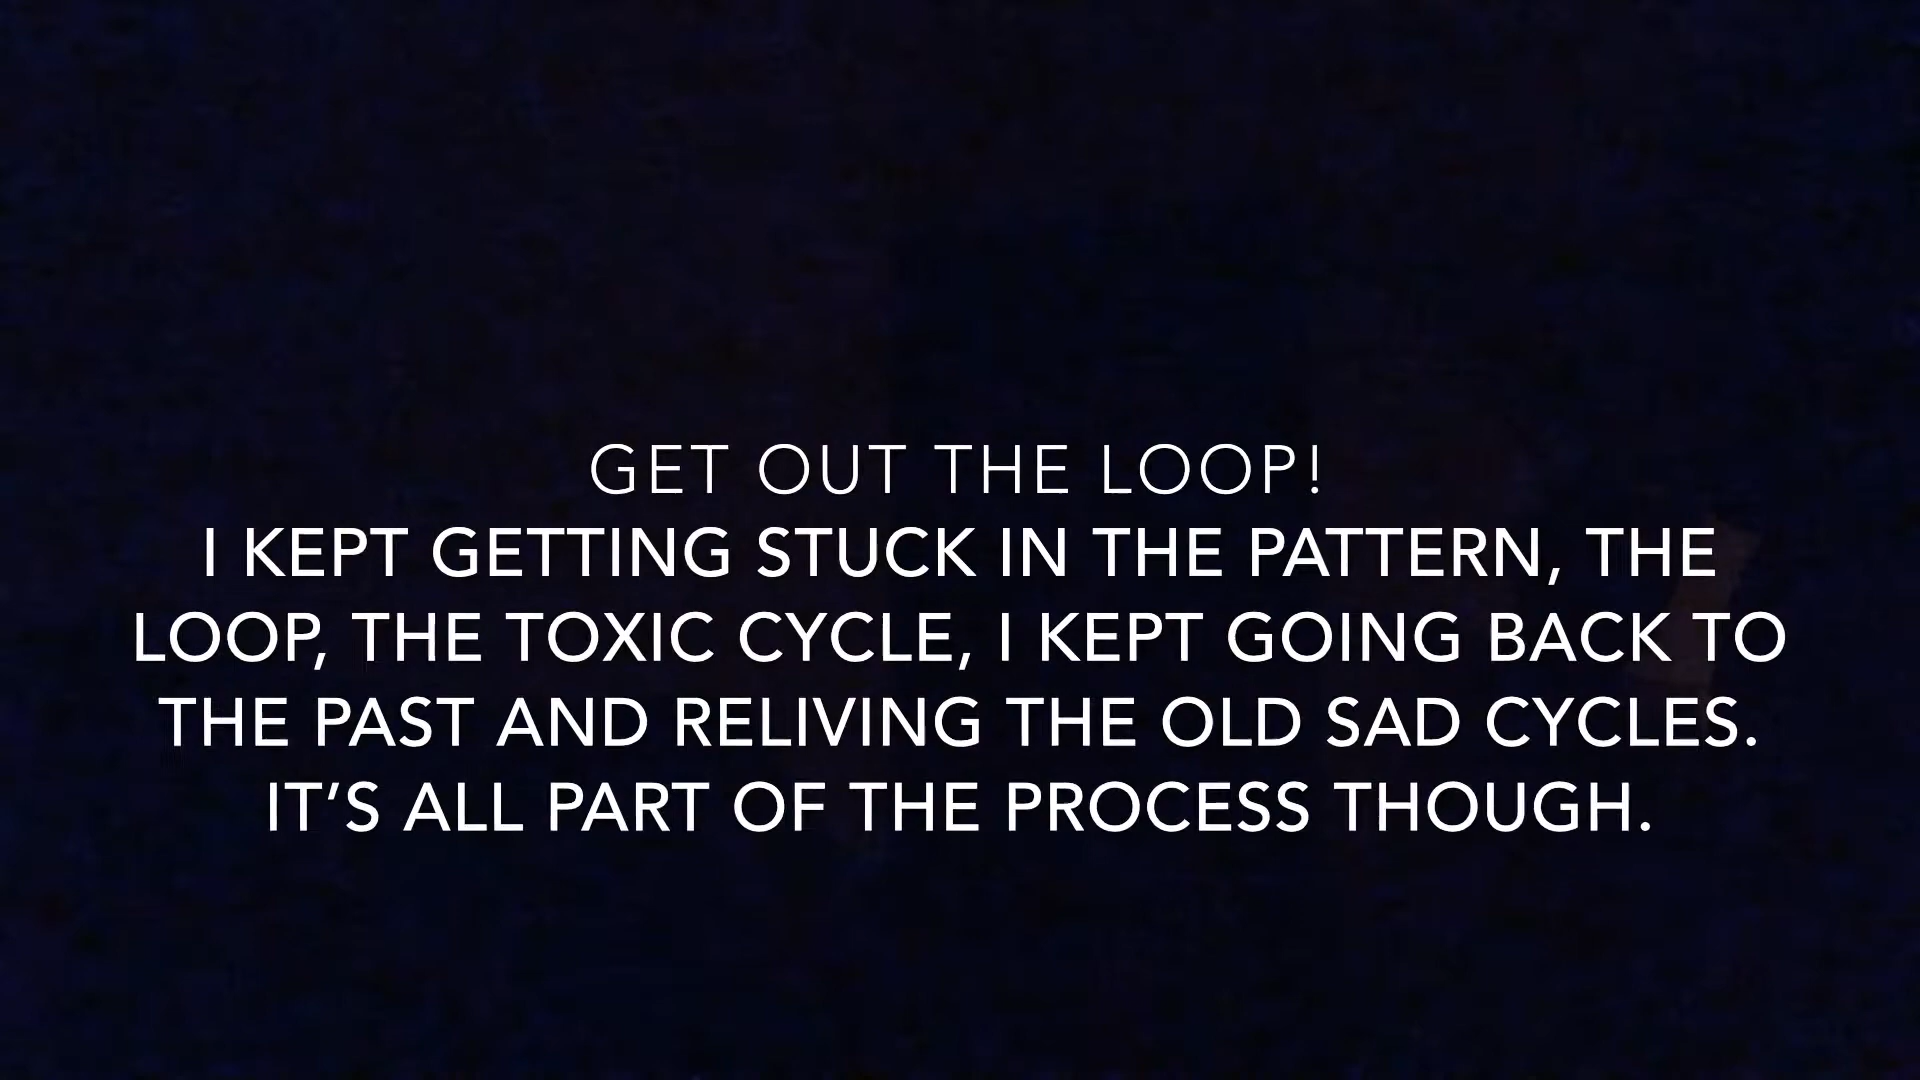 GET OUT THE LOOP!
I KEPT GETTING STUCK IN THE PATTERN, THE
LOOP, THE TOXIC CYCLE, I KEPT GOING BACK TO
THE PAST AND RELIVING THE OLD SAD CYCLES.
IT’S ALL PART OF THE PROCESS THOUGH.